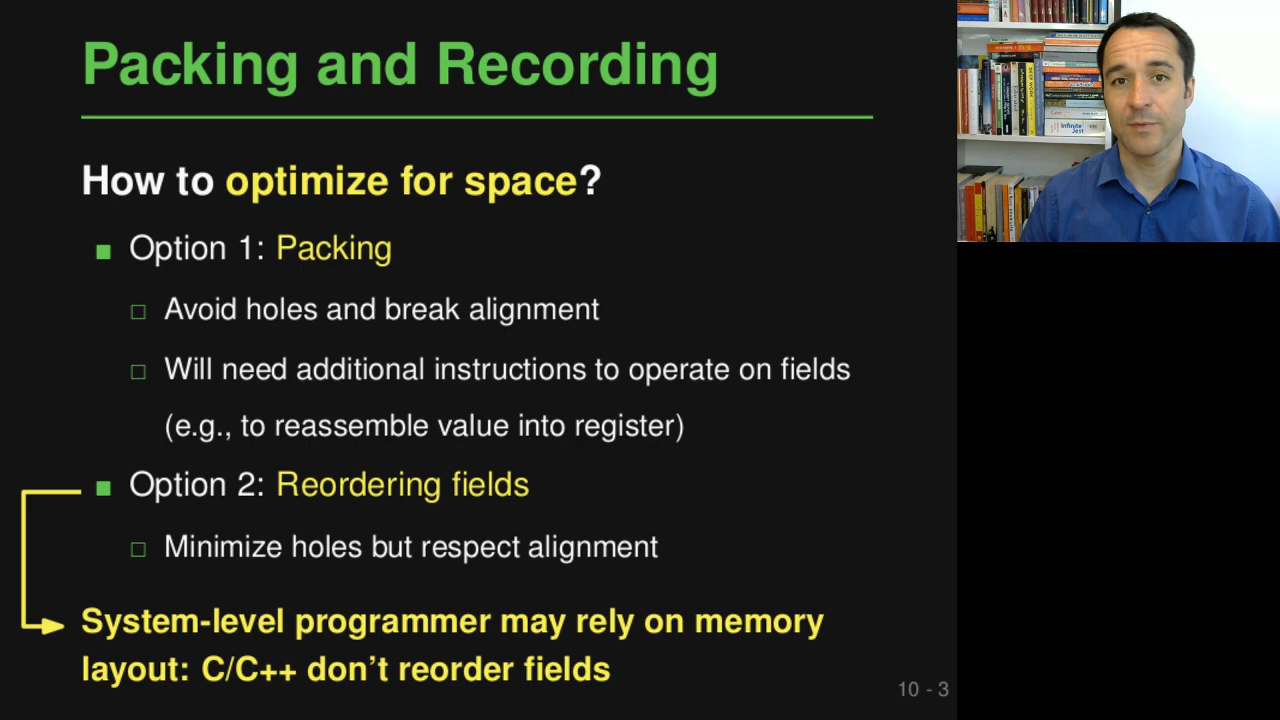 Packing and Recording
How to optimize for space?
Option 1: Packing
Avoid holes and break alignment
Will need additional instructions to operate on fields
(e.g., to reassemble value into register)
Option 2: Reordering fields
Minimize holes but respect alignment
System-level programmer may rely on memory
layout: C/C++ don't reorder fields
10 - 3
Infinite
Jest